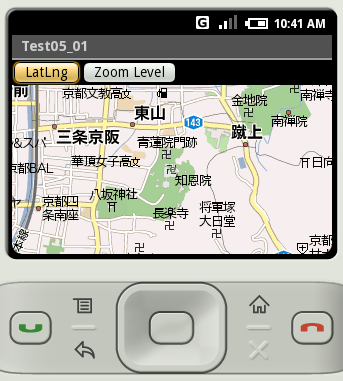 G 10:41 AM
Test05_01
LatLng
Zoom Level
前
京都文教高
東山
143
金地院
南禅寺
南禅院
蹴上
三条京阪
青蓮院門跡
&スパ
京都BAL
華頂女子高
知恩院
日向
八坂神社
京都四条南座
長楽寺
将軍塚大日堂
京都
本線